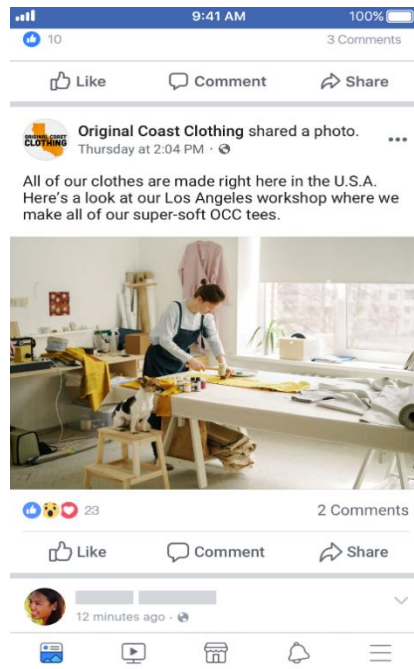 9:41 AM
100%
10
3 Comments
Like
Comment
Share
ORIGINAL COAST
CLOTHING
Original Coast Clothing shared a photo.
Thursday at 2:04 PM ·
All of our clothes are made right here in the U.S.A.
Here’s a look at our Los Angeles workshop where we
make all of our super-soft OCC tees.
23
2 Comments
Like
Comment
Share
12 minutes ago ·